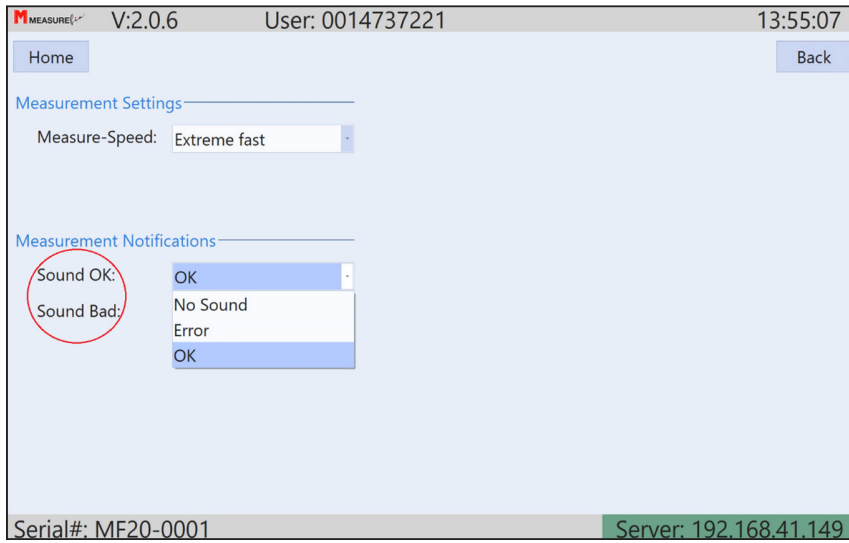 MEASURE V:2.0.6 User: 0014737221 13:55:07
Home Back
Measurement Settings
Measure-Speed: Extreme fast
Measurement Notifications
Sound OK: OK
No Sound
Sound Bad:
Error
OK
Serial#: MF20-0001 Server: 192.168.41.149